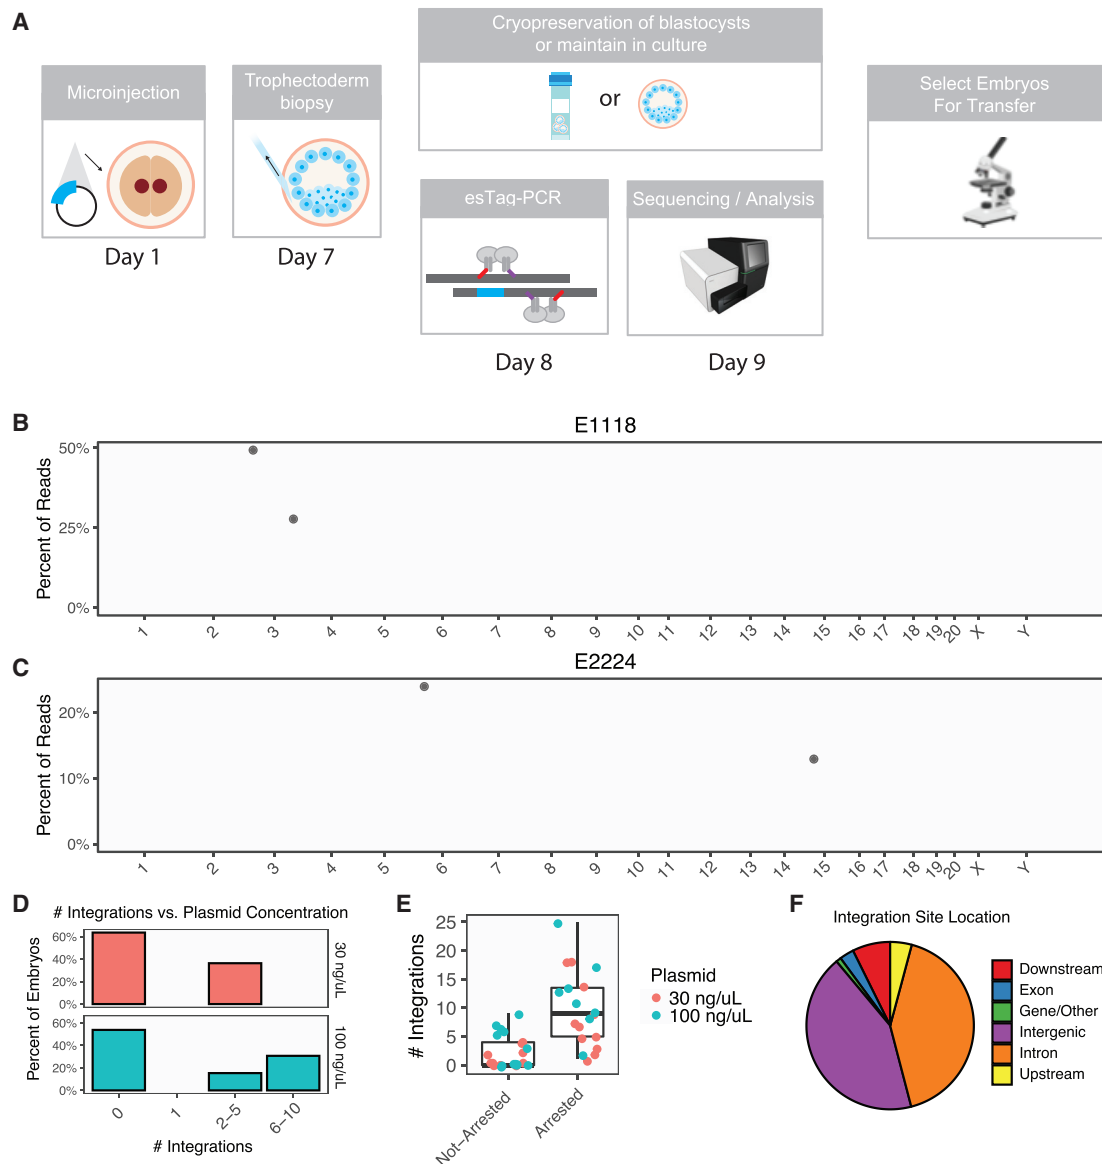 A
Microinjection
Trophectoderm
biopsy
Cryopreservation of blastocysts
or maintain in culture
or
Select Embryos
For Transfer
esTag-PCR
Sequencing / Analysis
Day 1
Day 7
Day 8
Day 9
B
E1118
Percent of Reads
50%
25%
0%
1 2 3 4 5 6 7 8 9 10 11 12 13 14 15 16 17 18 19 20 X Y
C
E2224
Percent of Reads
20%
10%
0%
1 2 3 4 5 6 7 8 9 10 11 12 13 14 15 16 17 18 19 20 X Y
D
# Integrations vs. Plasmid Concentration
Percent of Embryos
60%
40%
20%
0%
30 ng/uL
60%
40%
20%
0%
100 ng/uL
0 1 2–5 6–10
# Integrations
E
# Integrations
25
20
15
10
5
0
Not–Arrested
Arrested
Plasmid
30 ng/uL
100 ng/uL
F
Integration Site Location
Downstream
Exon
Gene/Other
Intergenic
Intron
Upstream